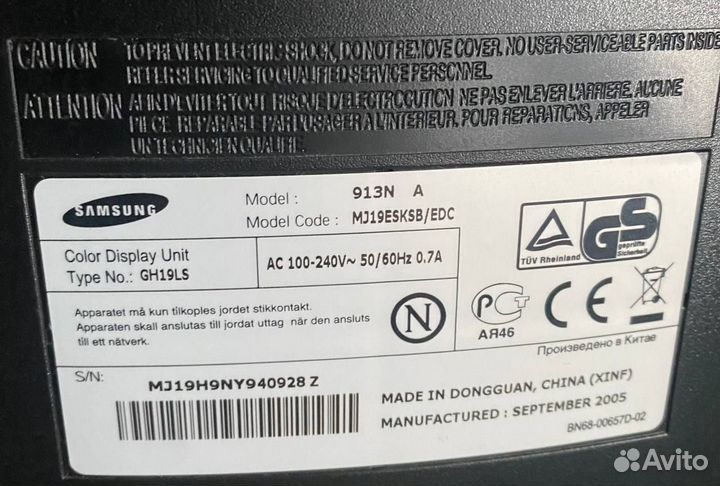 CAUTION TO PREVENT ELECTRIC SHOCK, DO NOT REMOVE COVER. NO USER-SERVICEABLE PARTS INSIDE
REFER SERVICING TO QUALIFIED SERVICE PERSONNEL.
ATTENTION AFIN D'EVITER TOUT RISQUE D'ELECTROCUTION NE PAS ENLEVER L'ARRIERE. AUCUNE
PIECE REPARABLE PAR L'USAGER A L'INTERIEUR. POUR REPARATIONS, APPELER
UN TECHNICIEN QUALIFIE.
SAMSUNG
Model : 913N A
Model Code : MJ19ESKSB/EDC
Color Display Unit
Type No.: GH19LS
AC 100-240V~ 50/60Hz 0.7A
TÜV Rheinland
GS
geprüfte
Sicherheit
Apparatet må kun tilkoples jordet stikkontakt.
Apparaten skall anslutas till jordat uttag när den ansluts
till ett nätverk.
N
РСТ
АЯ46
CE
Произведено в Китае
S/N:
MJ19H9NY940928 Z
MADE IN DONGGUAN, CHINA (XINF)
MANUFACTURED : SEPTEMBER 2005
BN68-00657D-02
Avito